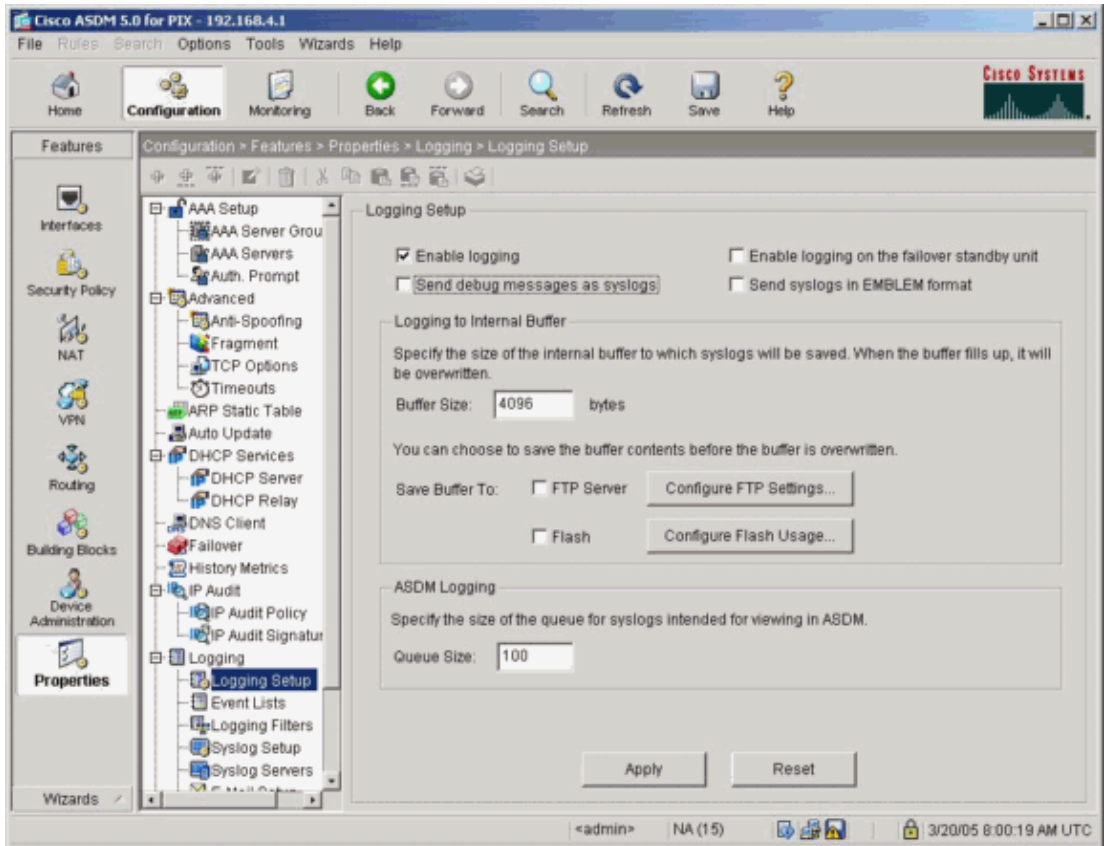 Cisco ASDM 5.0 for PIX - 192.168.4.1
File Rules Search Options Tools Wizards Help
Home Configuration Monitoring Back Forward Search Refresh Save Help
CISCO SYSTEMS
Features
Configuration > Features > Properties > Logging > Logging Setup
Interfaces
Security Policy
NAT
VPN
Routing
Building Blocks
Device
Administration
Properties
Wizards
AAA Setup
AAA Server Grou
AAA Servers
Auth. Prompt
Advanced
Anti-Spoofing
Fragment
TCP Options
Timeouts
ARP Static Table
Auto Update
DHCP Services
DHCP Server
DHCP Relay
DNS Client
Failover
History Metrics
IP Audit
IP Audit Policy
IP Audit Signatur
Logging
Logging Setup
Event Lists
Logging Filters
Syslog Setup
Syslog Servers
Logging Setup
Enable logging
Enable logging on the failover standby unit
Send debug messages as syslogs
Send syslogs in EMBLEM format
Logging to Internal Buffer
Specify the size of the internal buffer to which syslogs will be saved. When the buffer fills up, it will
be overwritten.
Buffer Size: 4096 bytes
You can choose to save the buffer contents before the buffer is overwritten.
Save Buffer To: FTP Server Configure FTP Settings...
Flash Configure Flash Usage...
ASDM Logging
Specify the size of the queue for syslogs intended for viewing in ASDM.
Queue Size: 100
Apply Reset
<admin> NA (15) 3/20/05 8:00:19 AM UTC